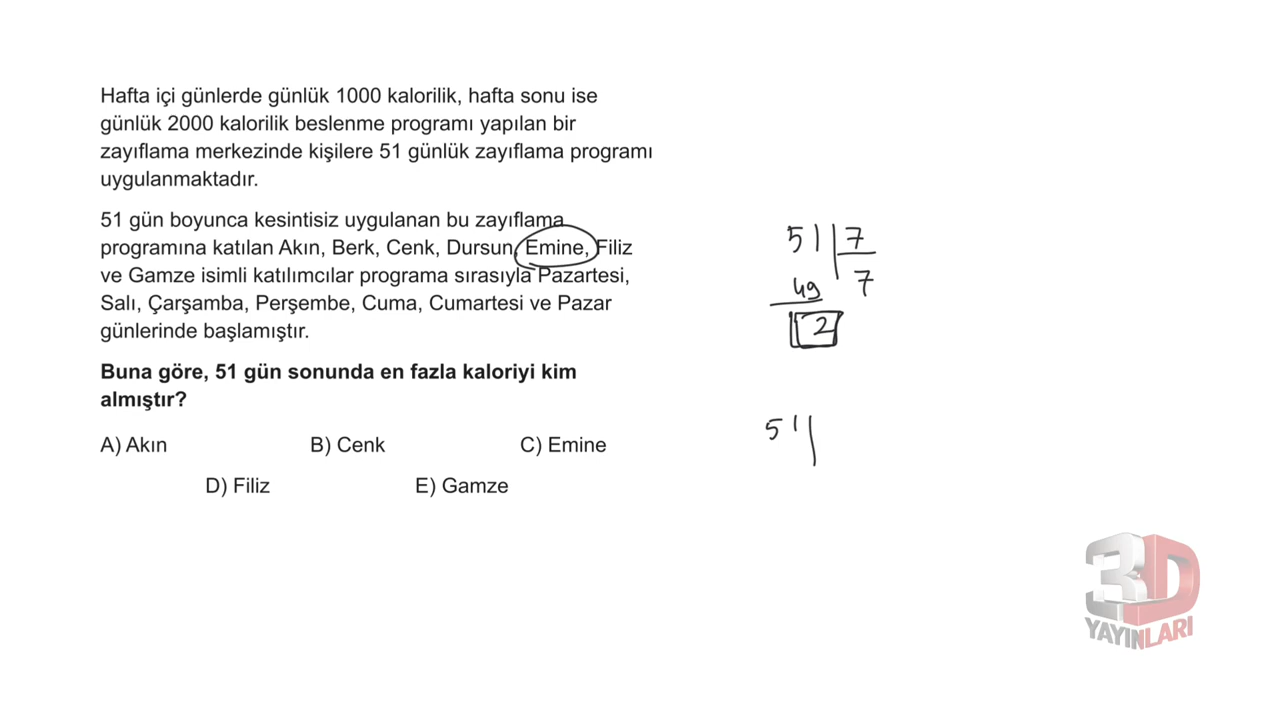 Hafta içi günlerde günlük 1000 kalorilik, hafta sonu ise
günlük 2000 kalorilik beslenme programı yapılan bir
zayıflama merkezinde kişilere 51 günlük zayıflama programı
uygulanmaktadır.
51 gün boyunca kesintisiz uygulanan bu zayıflama
programına katılan Akın, Berk, Cenk, Dursun, Emine, Filiz
ve Gamze isimli katılımcılar programa sırasıyla Pazartesi,
Salı, Çarşamba, Perşembe, Cuma, Cumartesi ve Pazar
günlerinde başlamıştır.
Buna göre, 51 gün sonunda en fazla kaloriyi kim
almıştır?
A) Akın B) Cenk C) Emine
D) Filiz E) Gamze
51 7
49 7
2
51
3D
YAYINLARI